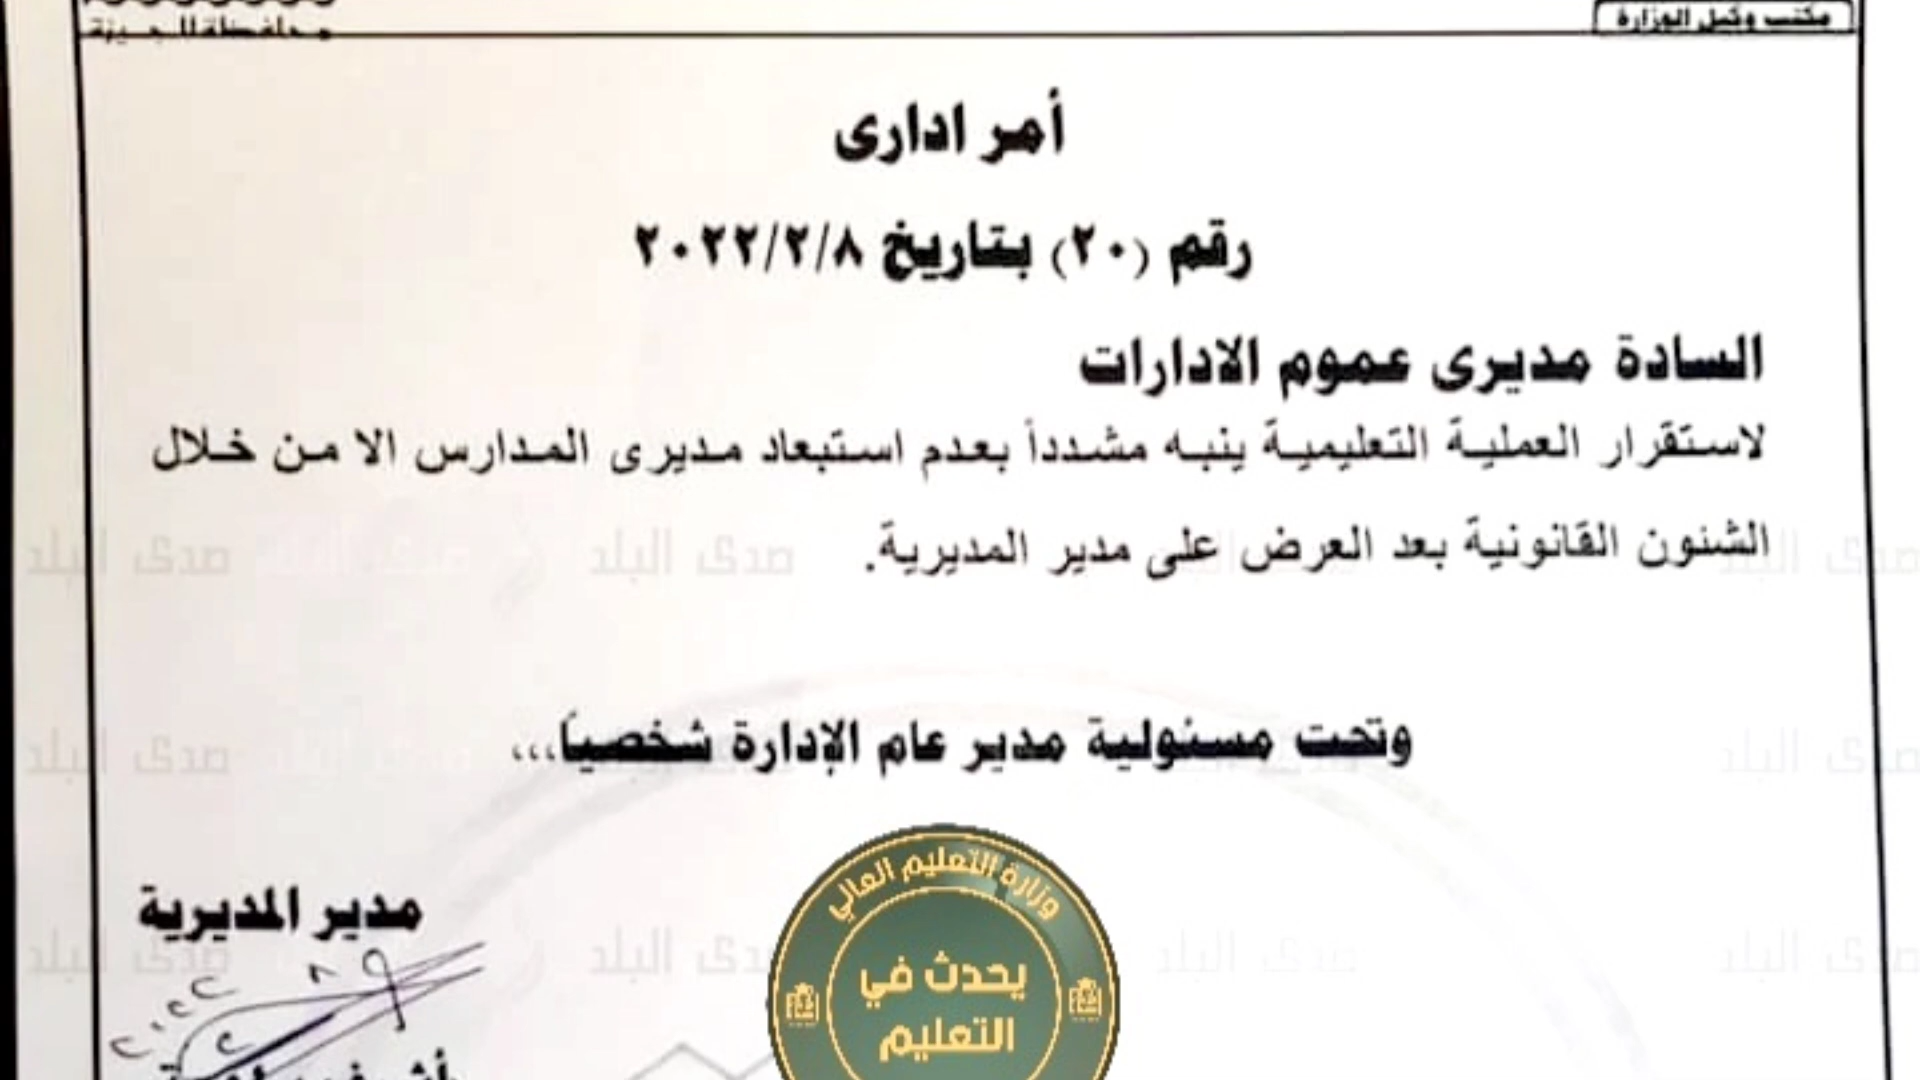 مكتب وكيل الوزارة
محافظة الجيزة
أمر ادارى
رقم (٢٠) بتاريخ ٢٠٢٢/٢/٨
السادة مديرى عموم الادارات
لاستقرار العملية التعليمية ينبه مشدداً بعدم استبعاد مديرى المدارس الا من خلال
الشئون القانونية بعد العرض على مدير المديرية.
وتحت مسئولية مدير عام الإدارة شخصياً،،،
مدير المديرية
وزارة التعليم العالي
يحدث في
التعليم
صدى البلد